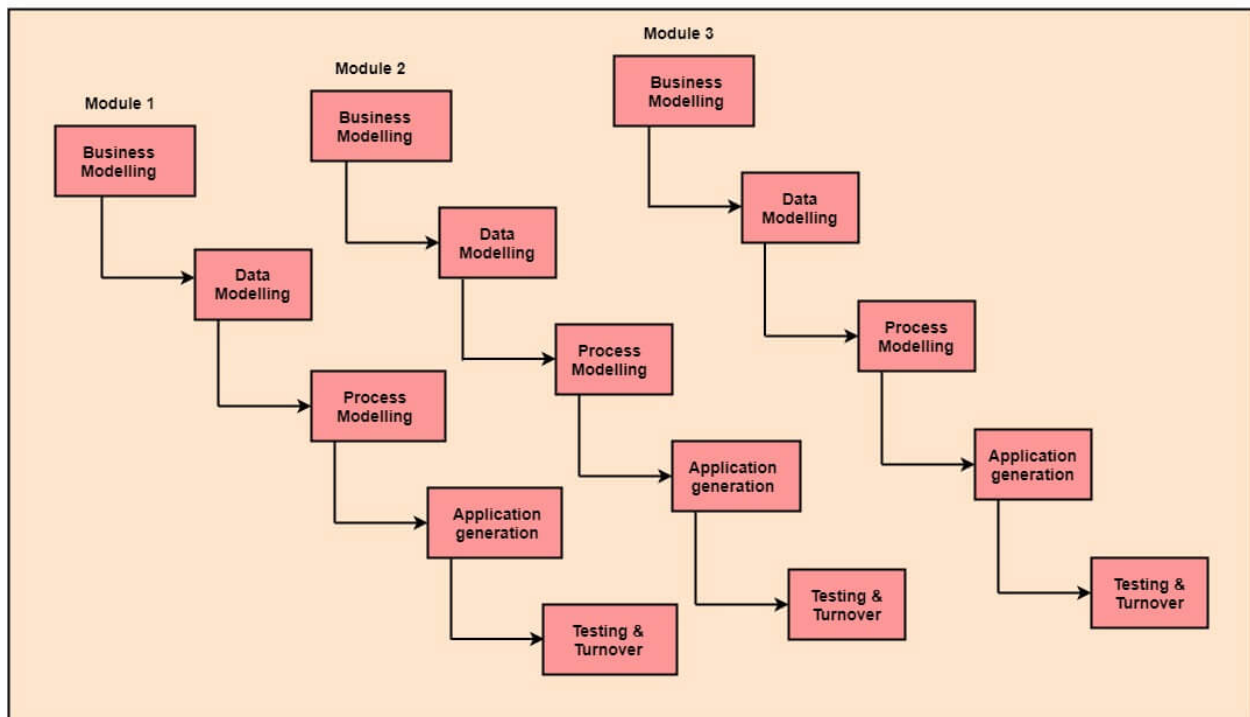 Module 1
Business
Modelling
Data
Modelling
Process
Modelling
Application
generation
Testing &
Turnover
Module 2
Business
Modelling
Data
Modelling
Process
Modelling
Application
generation
Testing &
Turnover
Module 3
Business
Modelling
Data
Modelling
Process
Modelling
Application
generation
Testing &
Turnover